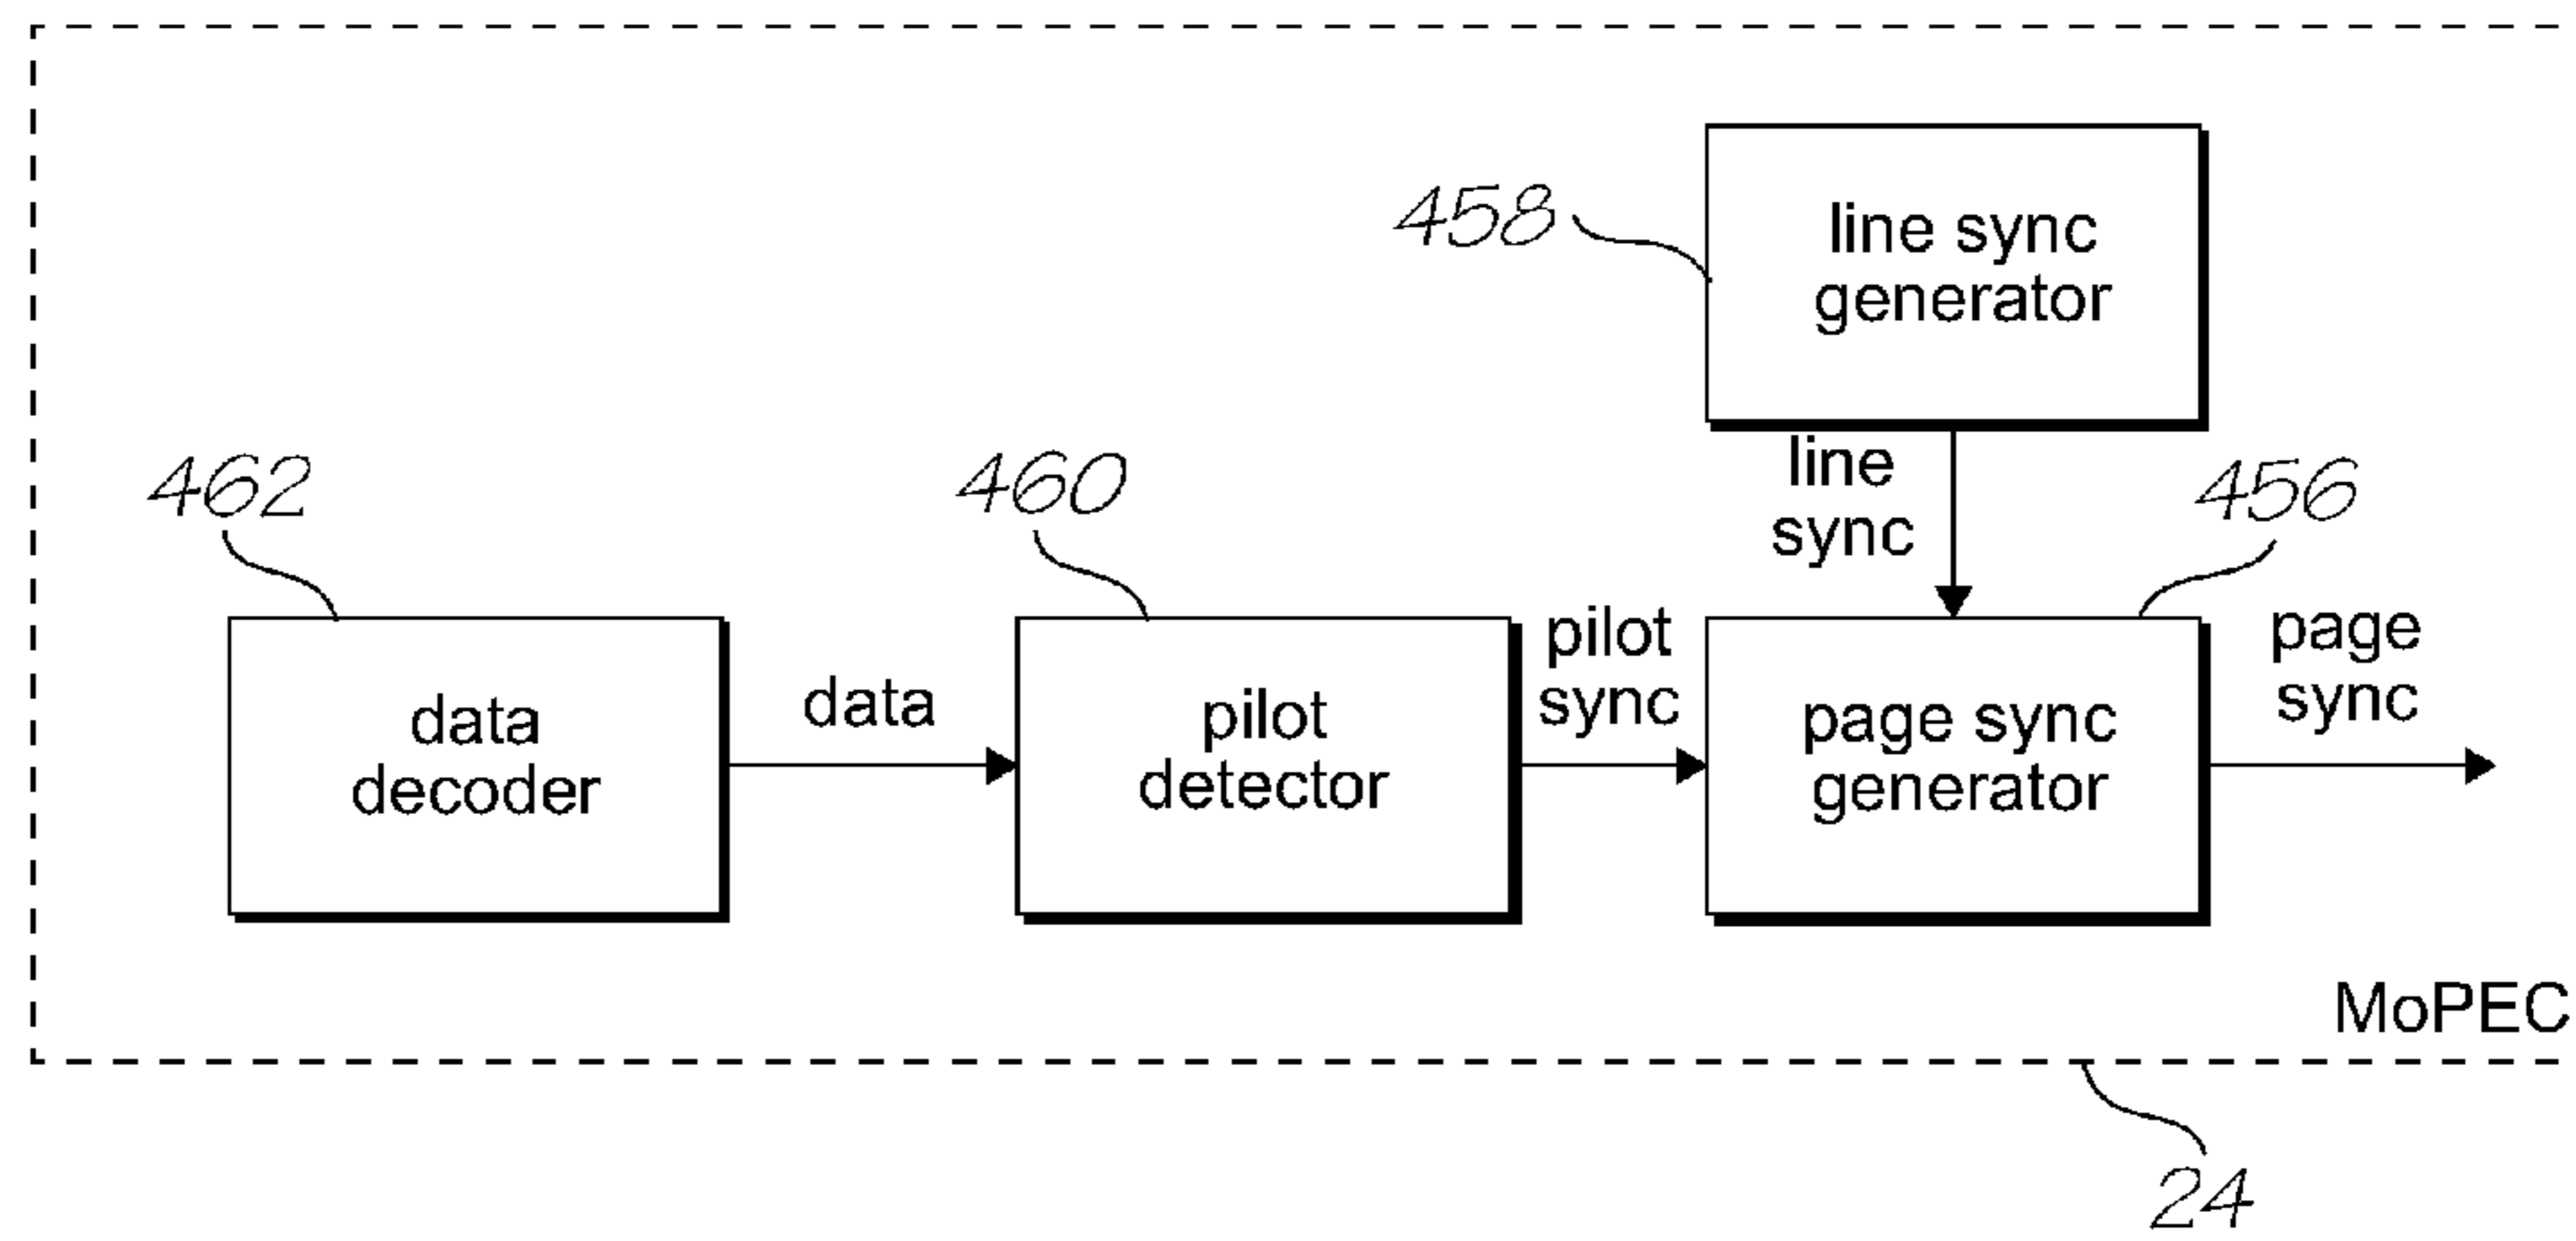 458
line sync
generator
line
sync
462
460
456
data
decoder
data
pilot
detector
pilot
sync
page sync
generator
page
sync
MoPEC
24